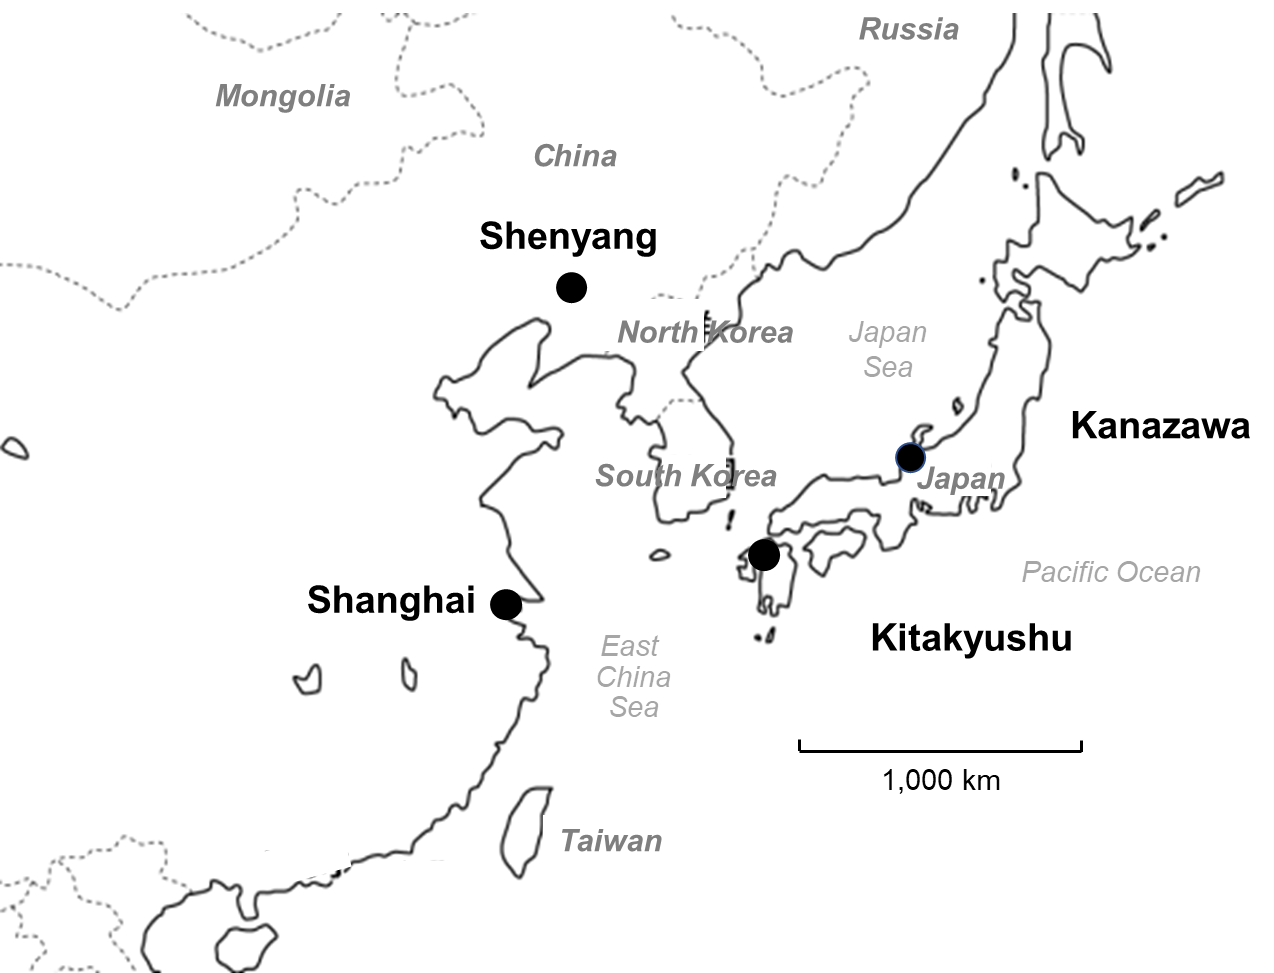 Russia
Mongolia
China
Shenyang
North Korea
Japan
Sea
Kanazawa
South Korea
Japan
Pacific Ocean
Shanghai
East
China
Sea
Kitakyushu
1,000 km
Taiwan